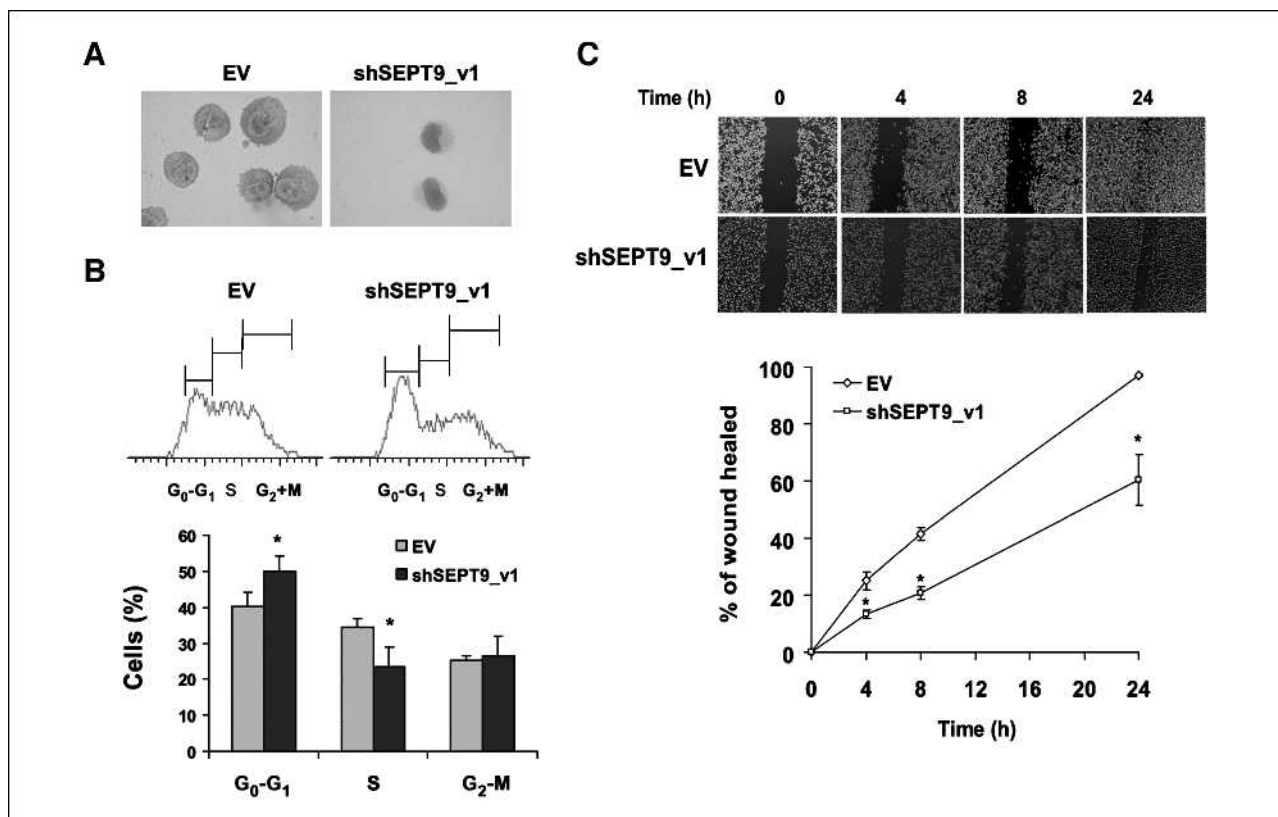 A
EV shSEPT9_v1
B
EV shSEPT9_v1
G0-G1 S G2+M G0-G1 S G2+M
Cells (%)
60
50
40
30
20
10
0
*
*
EV
shSEPT9_v1
G0-G1 S G2-M
C
Time (h) 0 4 8 24
EV
shSEPT9_v1
% of wound healed
100
80
60
40
20
0
EV
shSEPT9_v1
*
*
*
0 4 8 12 16 20 24
Time (h)